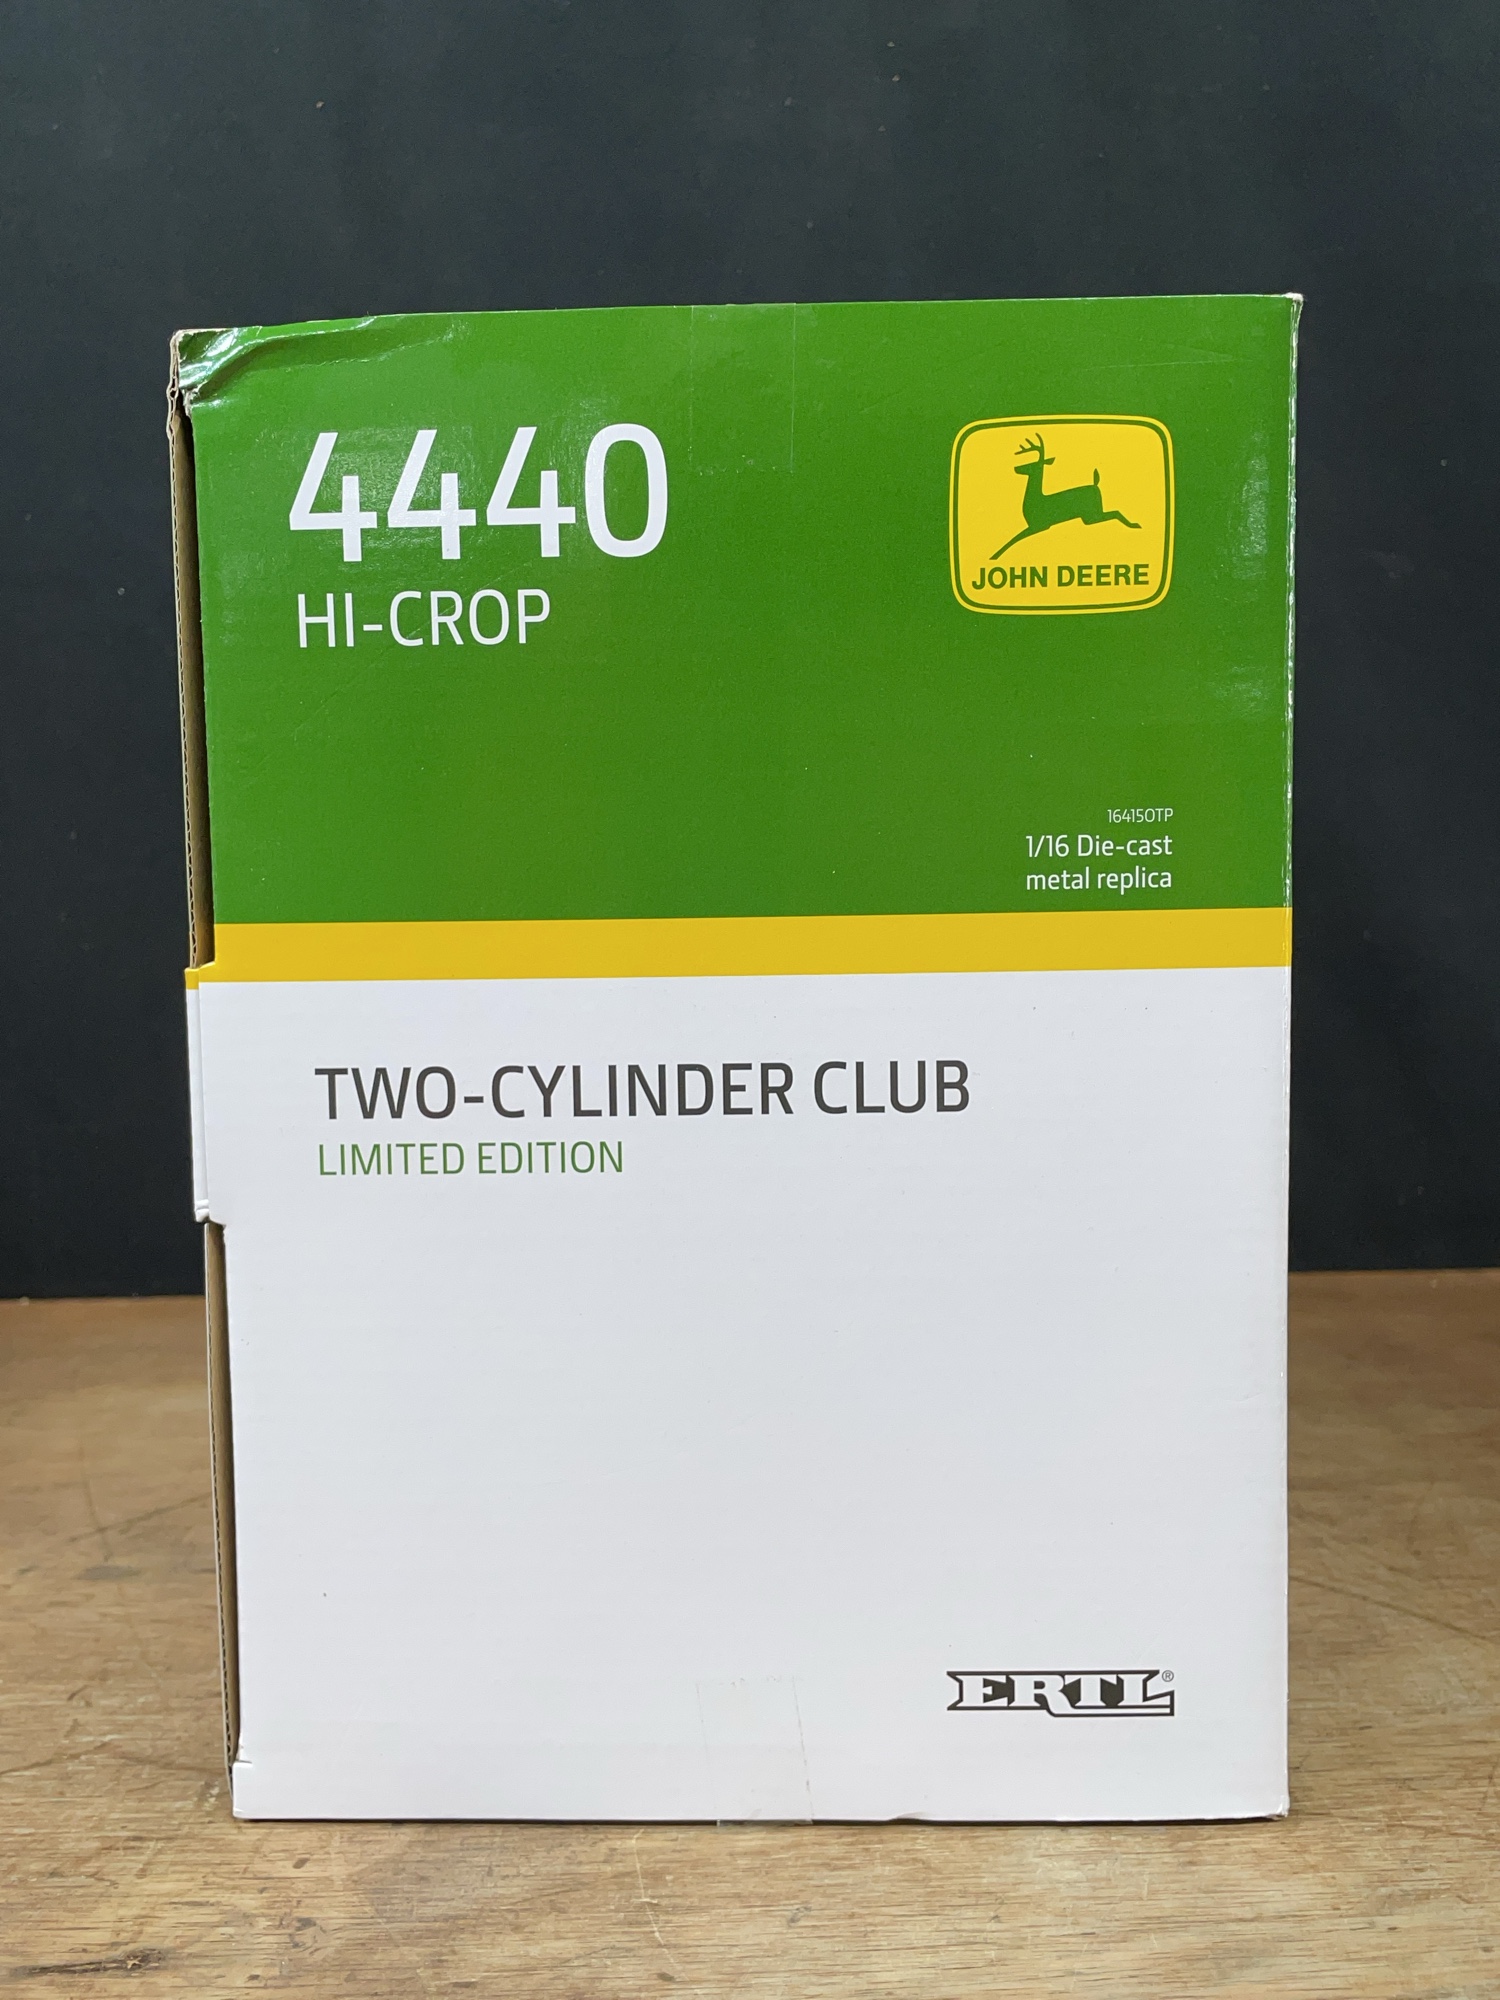 4440
HI-CROP
JOHN DEERE
16415OTP
1/16 Die-cast
metal replica
TWO-CYLINDER CLUB
LIMITED EDITION
ERTL®